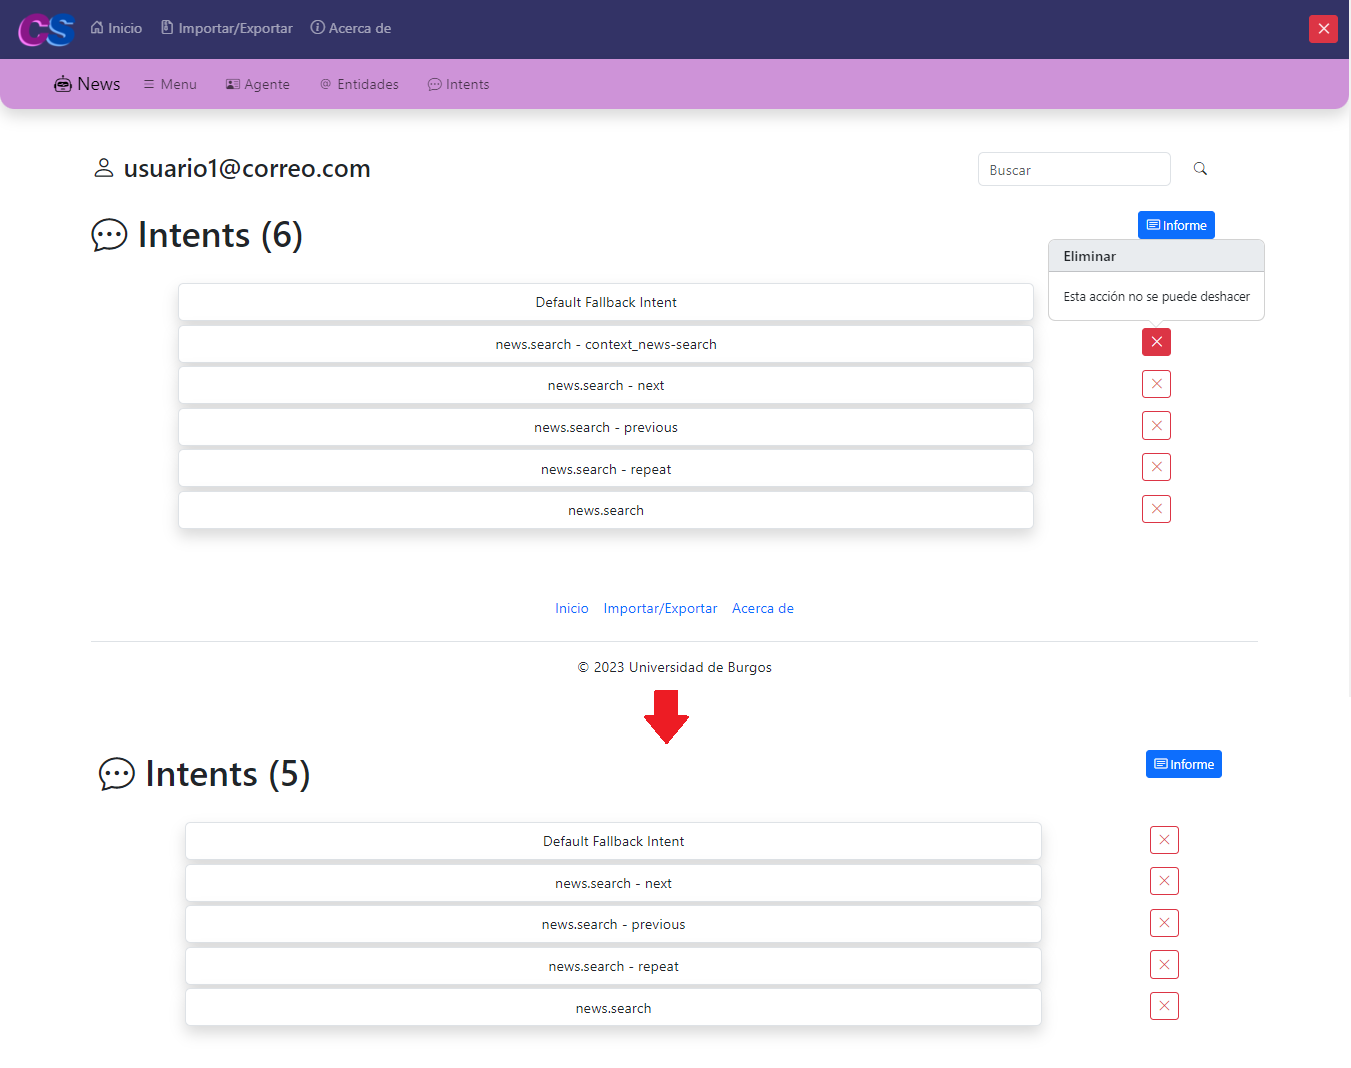 CS Inicio Importar/Exportar Acerca de
News Menu Agente Entidades Intents
usuario1@correo.com
Buscar
Intents (6)
Informe
Eliminar
Esta acción no se puede deshacer
Default Fallback Intent
news.search - context_news-search
news.search - next
news.search - previous
news.search - repeat
news.search
Inicio Importar/Exportar Acerca de
© 2023 Universidad de Burgos
Intents (5)
Informe
Default Fallback Intent
news.search - next
news.search - previous
news.search - repeat
news.search